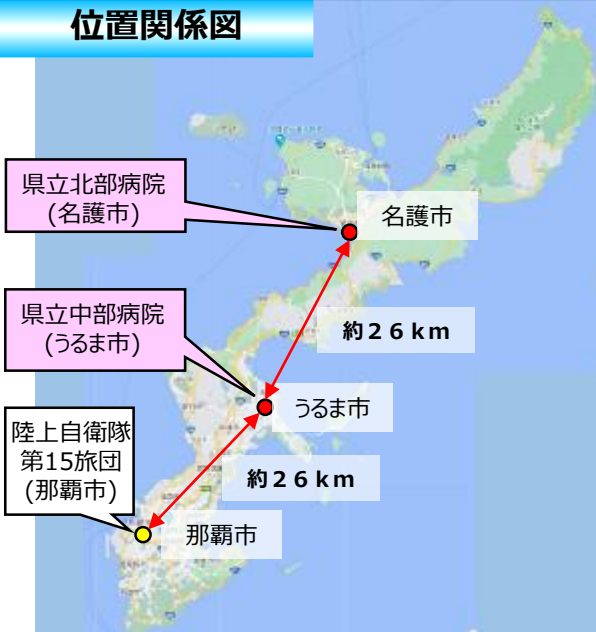 位置関係図
県立北部病院
(名護市)
名護市
県立中部病院
(うるま市)
約２６ｋｍ
うるま市
陸上自衛隊
第15旅団
(那覇市)
約２６ｋｍ
那覇市